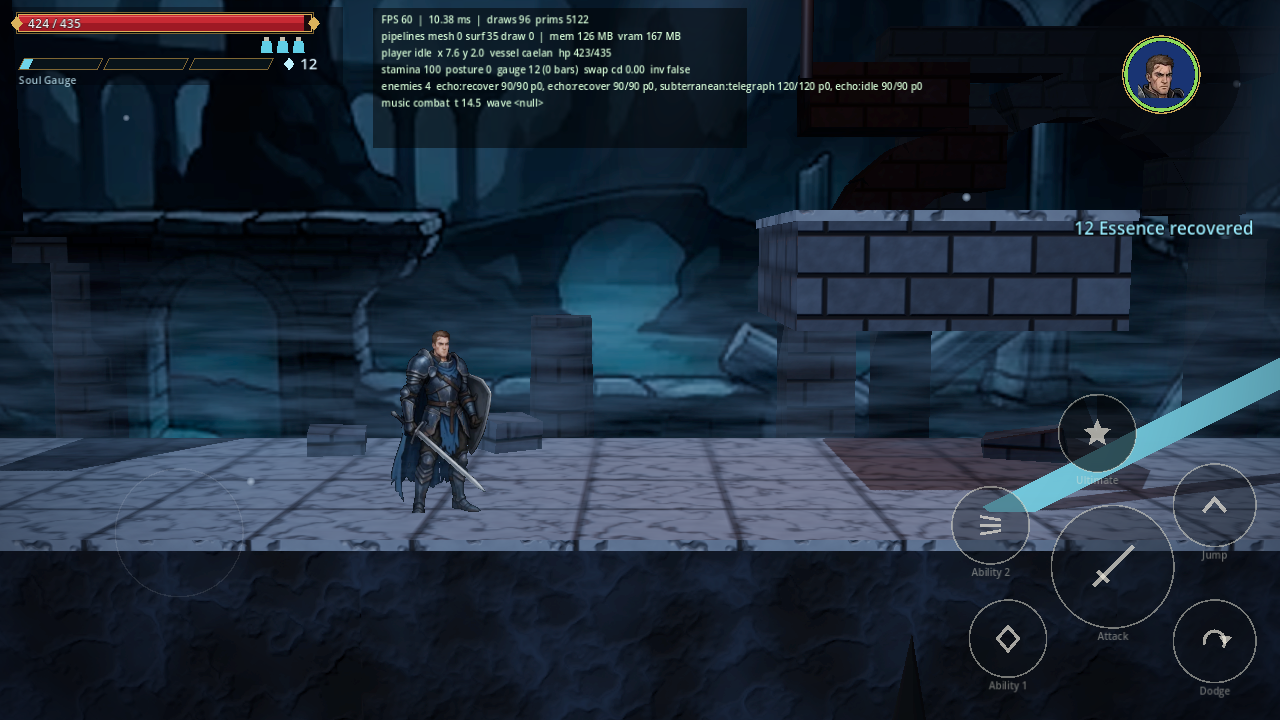 424 / 435
12
Soul Gauge
FPS 60 | 10.38 ms | draws 96 prims 5122
pipelines mesh 0 surf 35 draw 0 | mem 126 MB vram 167 MB
player idle x 7.6 y 2.0 vessel caelan hp 423/435
stamina 100 posture 0 gauge 12 (0 bars) swap cd 0.00 inv false
enemies 4 echo:recover 90/90 p0, echo:recover 90/90 p0, subterranean:telegraph 120/120 p0, echo:idle 90/90 p0
music combat t 14.5 wave <null>
12 Essence recovered
Ultimate
Jump
Ability 2
Attack
Ability 1
Dodge